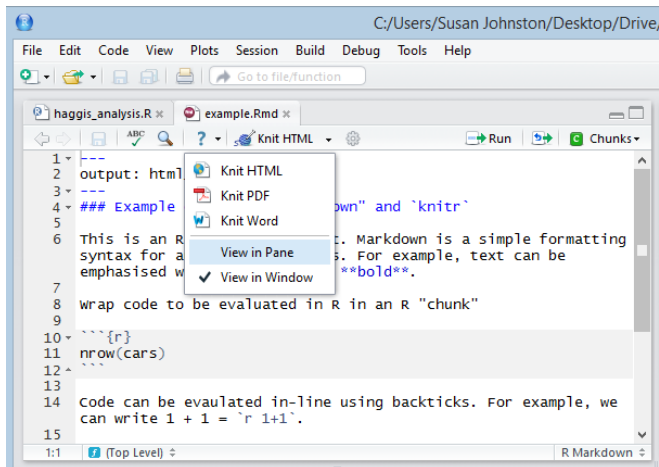 C:/Users/Susan Johnston/Desktop/Drive/
File Edit Code View Plots Session Build Debug Tools Help
Go to file/function
haggis_analysis.R × example.Rmd ×
ABC ? Knit HTML Run Chunks
1 ---
2 output: html
3 ---
4 ### Example own" and `knitr`
5
6 This is an R t. Markdown is a simple formatting
syntax for a s. For example, text can be
emphasised w **bold**.
7
8 Wrap code to be evaluated in R in an R "chunk"
9
10 ```{r}
11 nrow(cars)
12 ```
13
14 Code can be evaulated in-line using backticks. For example, we
can write 1 + 1 = `r 1+1`.
15
Knit HTML
Knit PDF
Knit Word
View in Pane
✓ View in Window
1:1 (Top Level) R Markdown